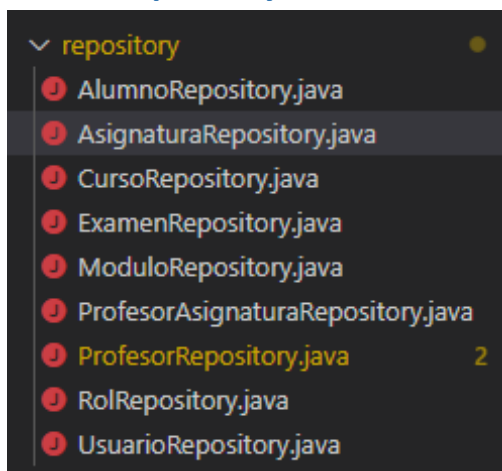 repository
AlumnoRepository.java
AsignaturaRepository.java
CursoRepository.java
ExamenRepository.java
ModuloRepository.java
ProfesorAsignaturaRepository.java
ProfesorRepository.java 2
RolRepository.java
UsuarioRepository.java